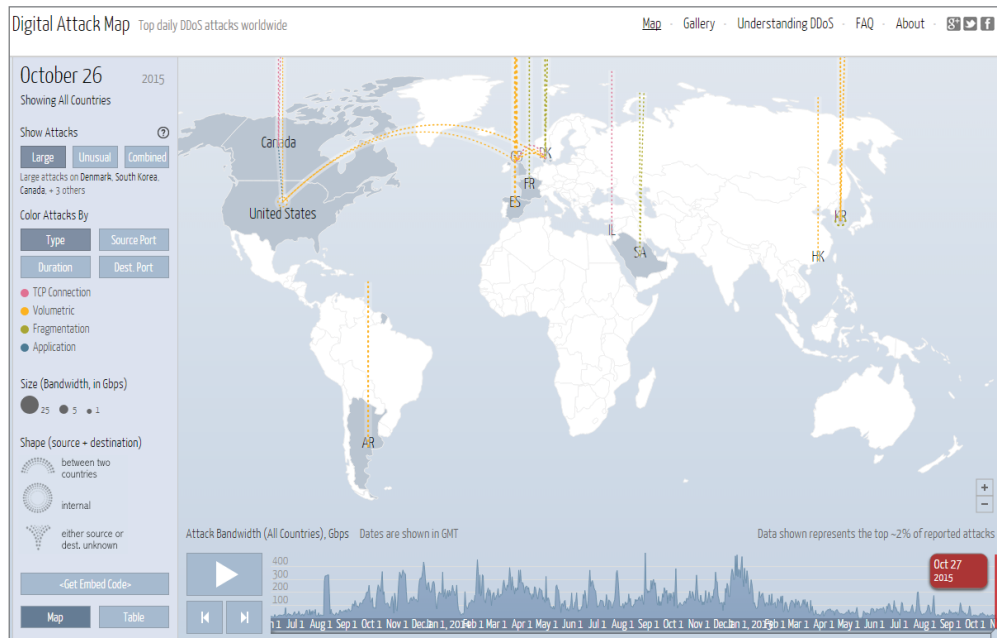 Digital Attack Map Top daily DDoS attacks worldwide
Map - Gallery - Understanding DDoS - FAQ - About -
October 26 2015
Showing All Countries
Show Attacks ?
Large Unusual Combined
Large attacks on Denmark, South Korea,
Canada, + 3 others
Color Attacks By
Type Source Port
Duration Dest. Port
TCP Connection
Volumetric
Fragmentation
Application
Size (Bandwidth, in Gbps)
25 5 1
Shape (source + destination)
between two
countries
internal
either source or
dest. unknown
<Get Embed Code>
Map Table
Canada
United States
DK
FR
ES
IL
SA
KR
HK
AR
+
−
Attack Bandwidth (All Countries), Gbps Dates are shown in GMT
Data shown represents the top ~2% of reported attacks
400
300
200
100
Oct 27
2015
Jul 1 Aug 1 Sep 1 Oct 1 Nov 1 Feb 1 Mar 1 Apr 1 May 1 Jun 1 Jul 1 Aug 1 Sep 1 Oct 1 Nov 1 Mar 1 Apr 1 May 1 Jun 1 Jul 1 Aug 1 Sep 1 Oct 1